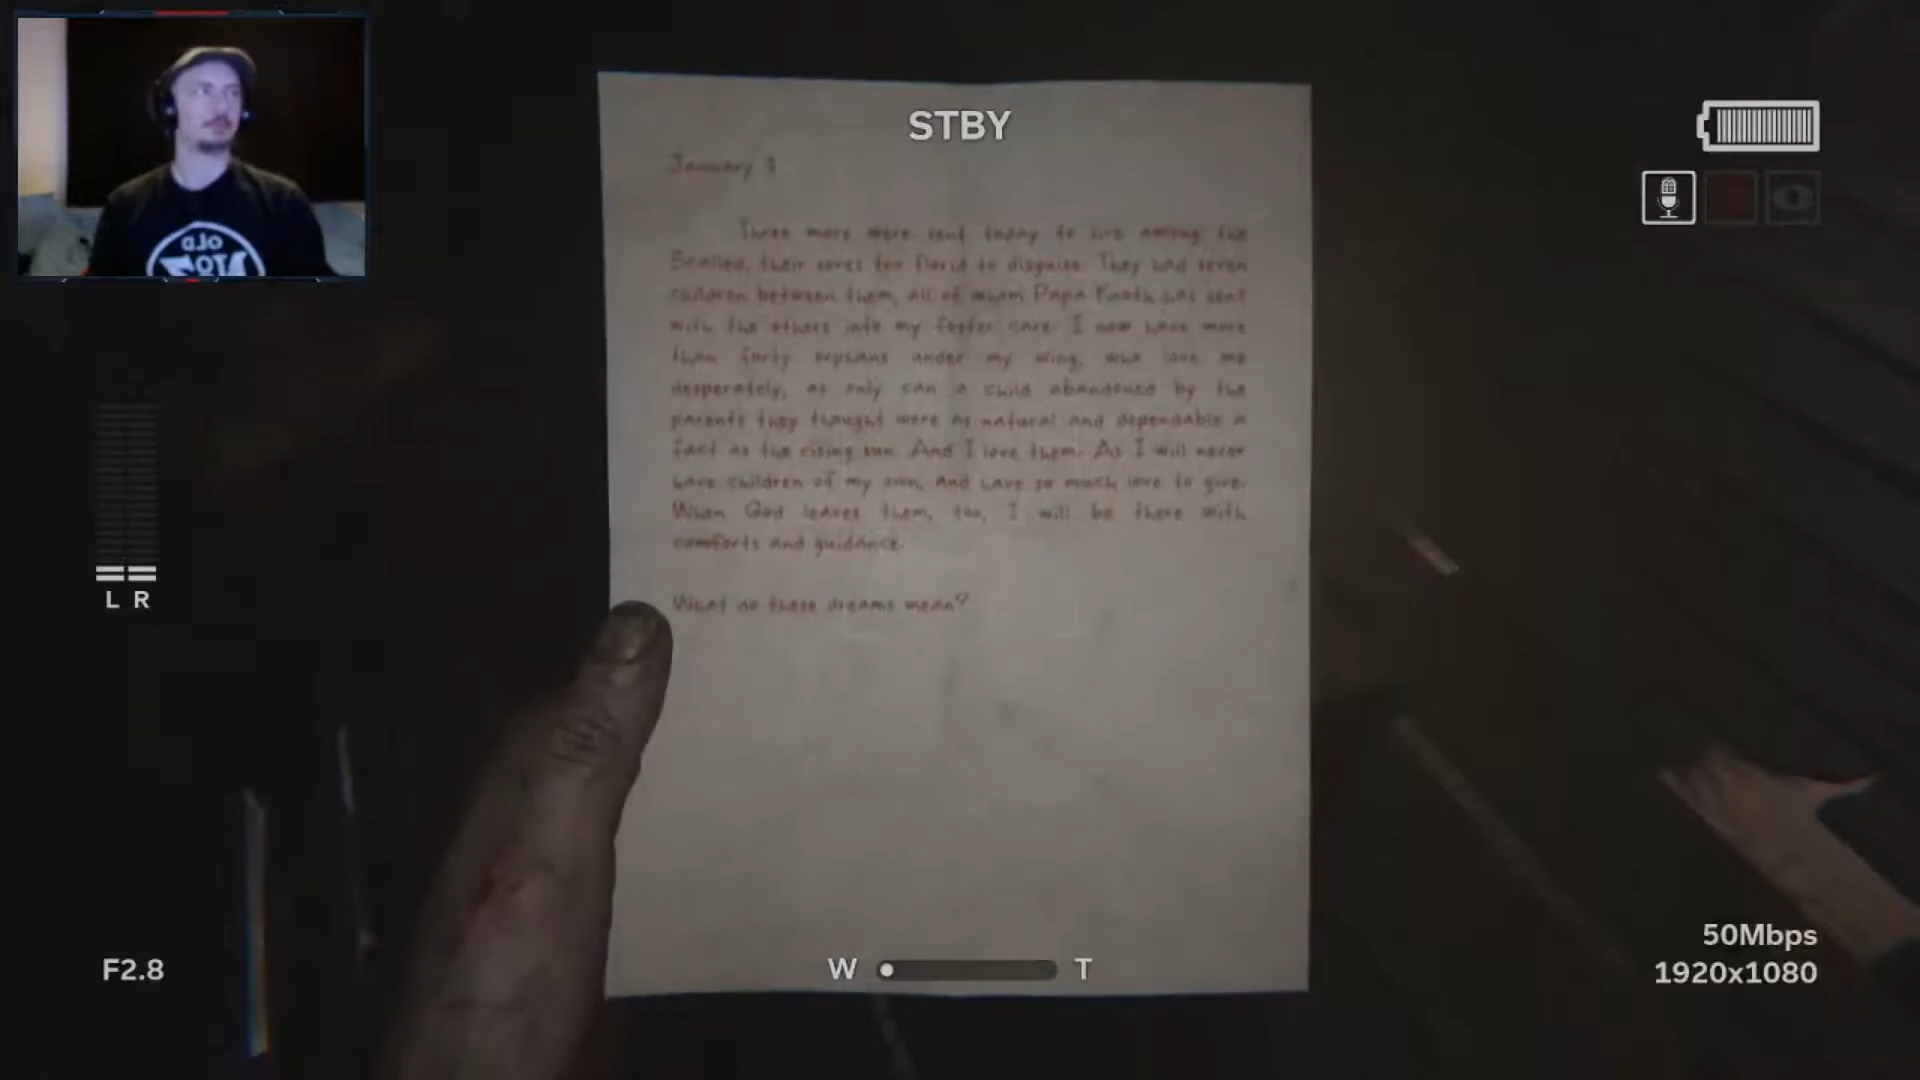 OLD
STBY
January 9
Three more were sent today to live among the
Scalled, their sores too florid to disguise. They had seven
children between them, all of whom Papa Knoth has sent
with the others into my foster care. I now have more
than forty orphans under my wing, who love me
desperately, as only can a child abandoned by the
parents they thought were as natural and dependable a
fact as the rising sun. And I love them. As I will never
have children of my own, and have so much love to give.
When God leaves them, too, I will be there with
comforts and guidance.
What do these dreams mean?
L R
F2.8
W T
50Mbps
1920x1080